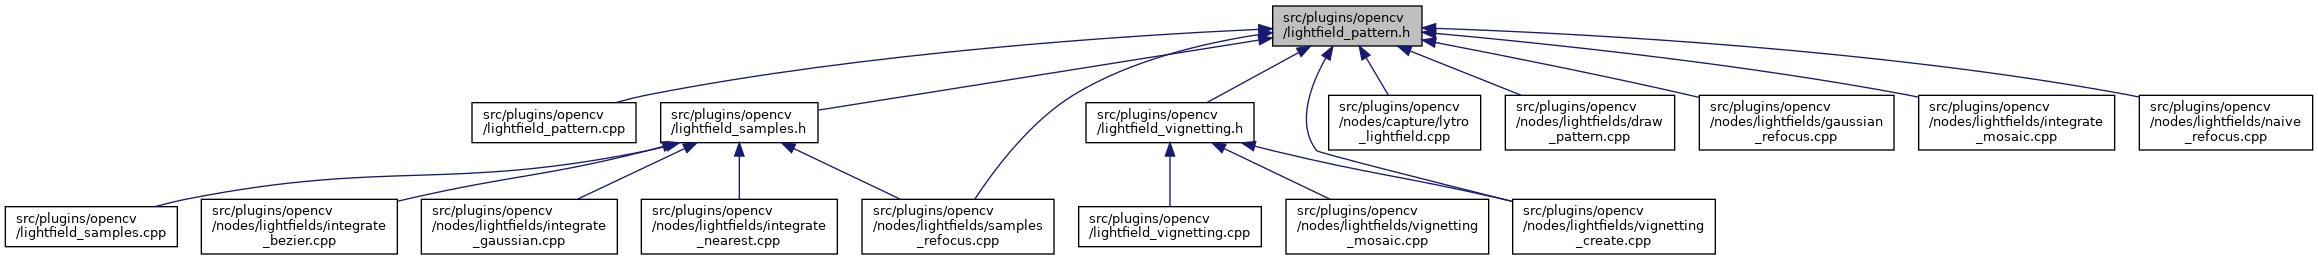 src/plugins/opencv
/lightfield_pattern.h
src/plugins/opencv
/lightfield_pattern.cpp
src/plugins/opencv
/lightfield_samples.h
src/plugins/opencv
/lightfield_vignetting.h
src/plugins/opencv
/nodes/capture/lytro
_lightfield.cpp
src/plugins/opencv
/nodes/lightfields/draw
_pattern.cpp
src/plugins/opencv
/nodes/lightfields/gaussian
_refocus.cpp
src/plugins/opencv
/nodes/lightfields/integrate
_mosaic.cpp
src/plugins/opencv
/nodes/lightfields/naive
_refocus.cpp
src/plugins/opencv
/lightfield_samples.cpp
src/plugins/opencv
/nodes/lightfields/integrate
_bezier.cpp
src/plugins/opencv
/nodes/lightfields/integrate
_gaussian.cpp
src/plugins/opencv
/nodes/lightfields/integrate
_nearest.cpp
src/plugins/opencv
/nodes/lightfields/samples
_refocus.cpp
src/plugins/opencv
/lightfield_vignetting.cpp
src/plugins/opencv
/nodes/lightfields/vignetting
_mosaic.cpp
src/plugins/opencv
/nodes/lightfields/vignetting
_create.cpp